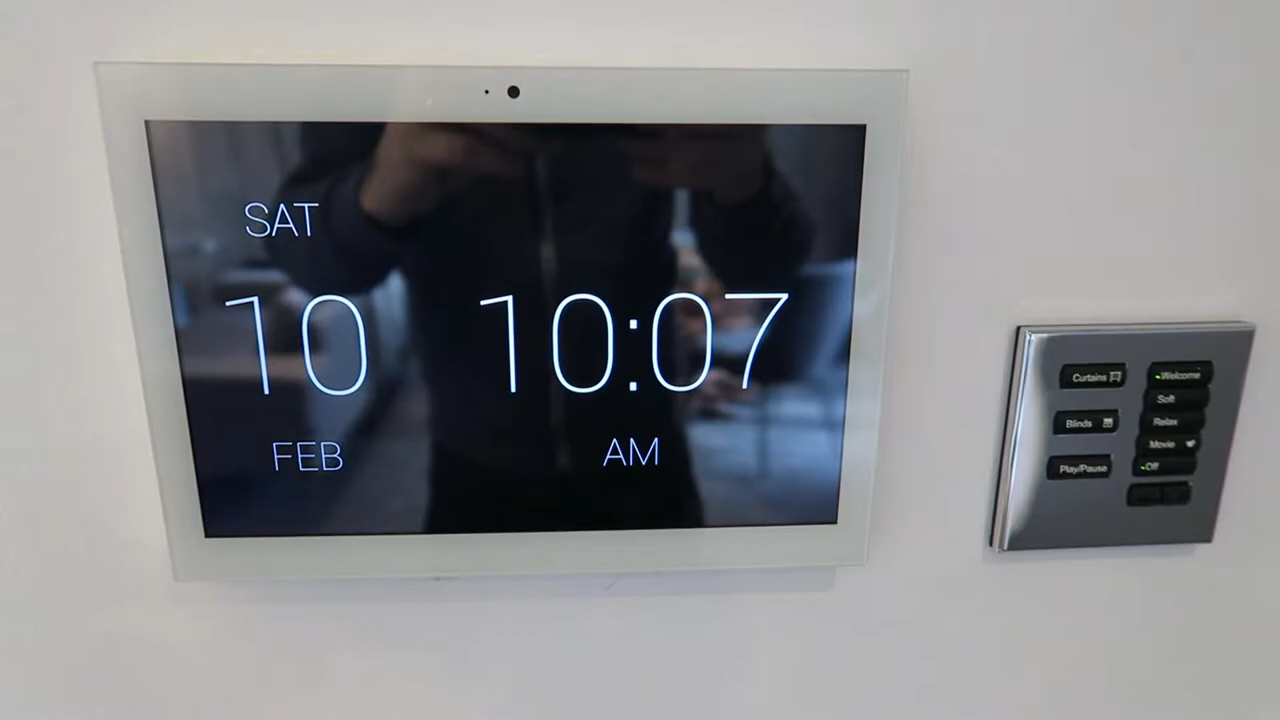 SAT
10
FEB
10:07
AM
Curtains
Blinds
Play/Pause
Welcome
Soft
Relax
Movie
Off